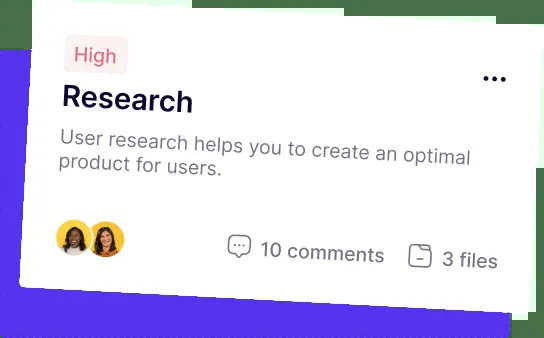 High
Research
User research helps you to create an optimal
product for users.
10 comments
3 files